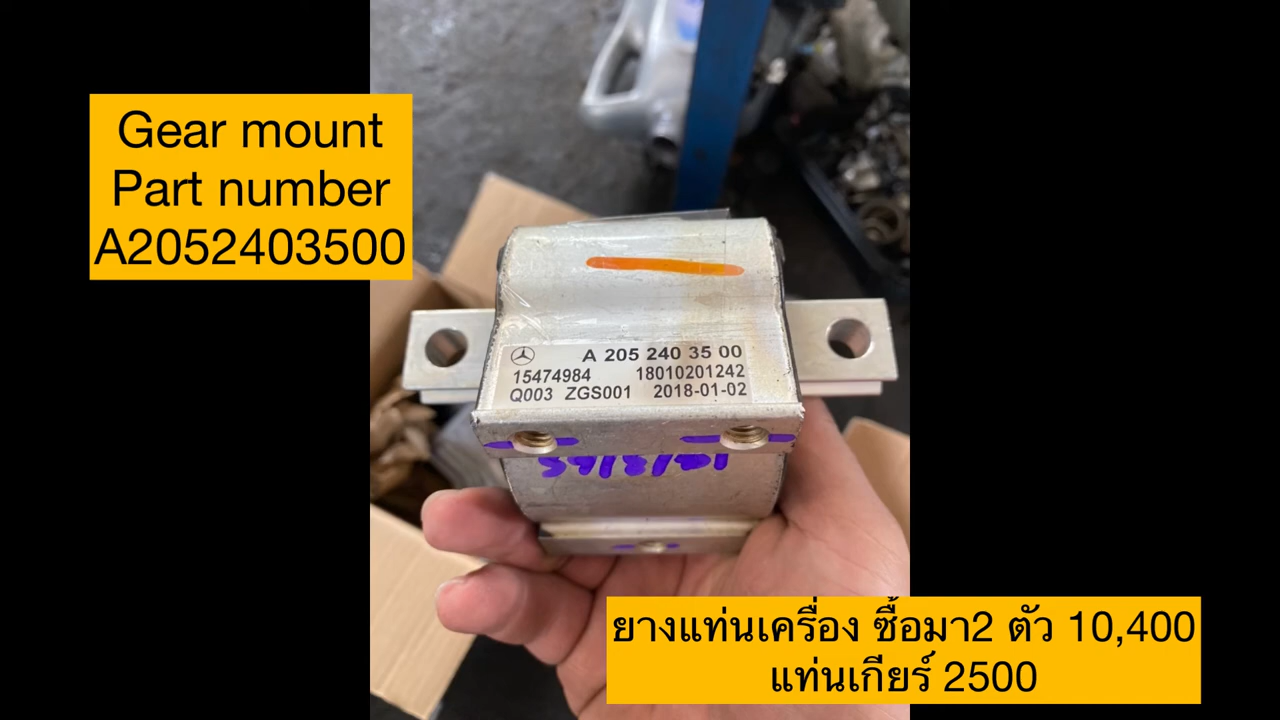 Gear mount
Part number
A2052403500
A 205 240 35 00
15474984 18010201242
Q003 ZGS001 2018-01-02
ยางแท่นเครื่อง ซื้อมา2 ตัว 10,400
แท่นเกียร์ 2500